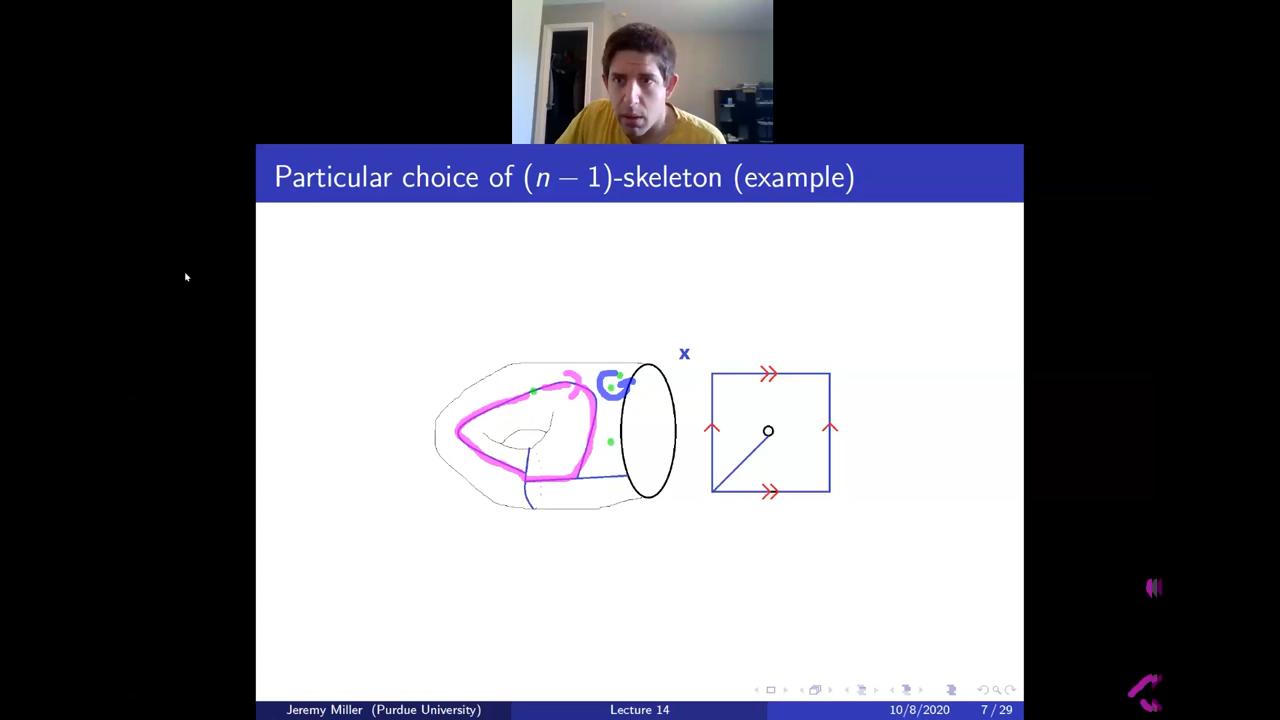 Particular choice of (n − 1)-skeleton (example)
x
Jeremy Miller (Purdue University) Lecture 14 10/8/2020 7 / 29